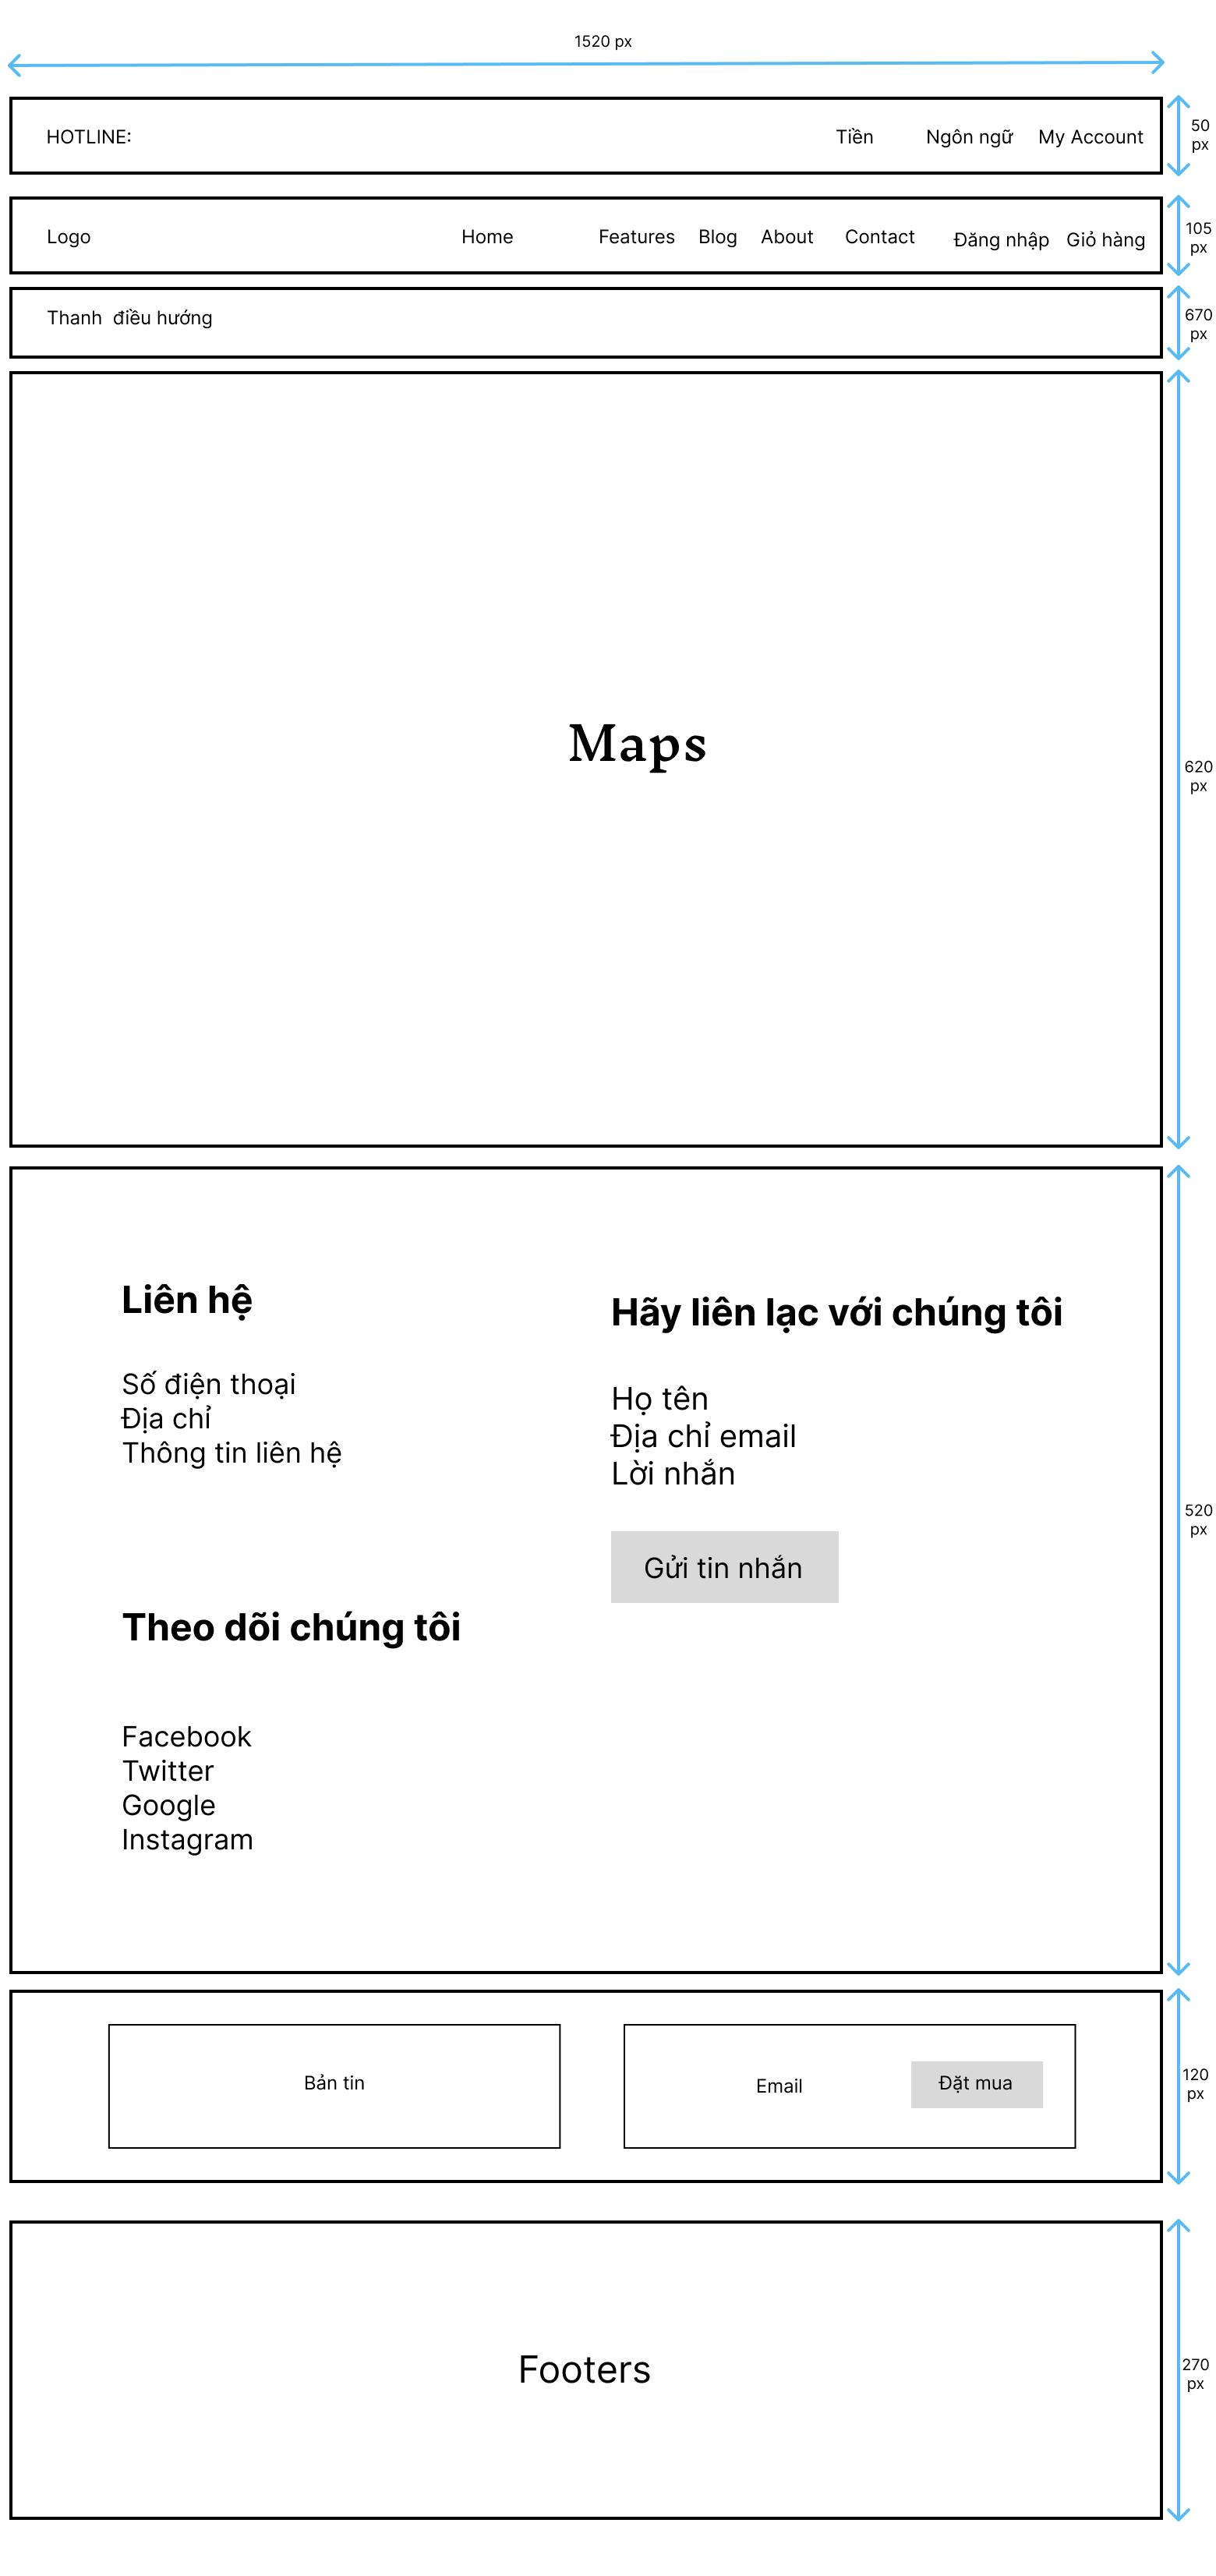 1520 px
HOTLINE:
Tiền
Ngôn ngữ
My Account
50
px
Logo
Home
Features
Blog
About
Contact
Đăng nhập
Giỏ hàng
105
px
Thanh  điều hướng
670
px
Maps
620
px
Liên hệ
Số điện thoại
Địa chỉ
Thông tin liên hệ
Hãy liên lạc với chúng tôi
Họ tên
Địa chỉ email
Lời nhắn
Gửi tin nhắn
520
px
Theo dõi chúng tôi
Facebook
Twitter
Google
Instagram
Bản tin
Email
Đặt mua
120
px
Footers
270
px